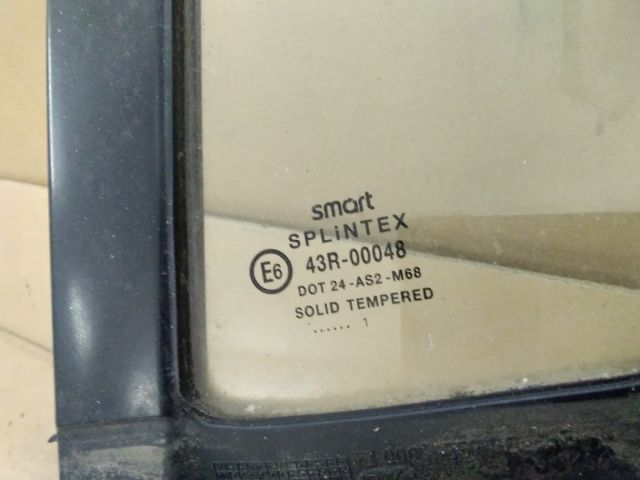 smart
SPLiNTEX
E6 43R-00048
DOT 24-AS2-M68
SOLID TEMPERED
...... 1